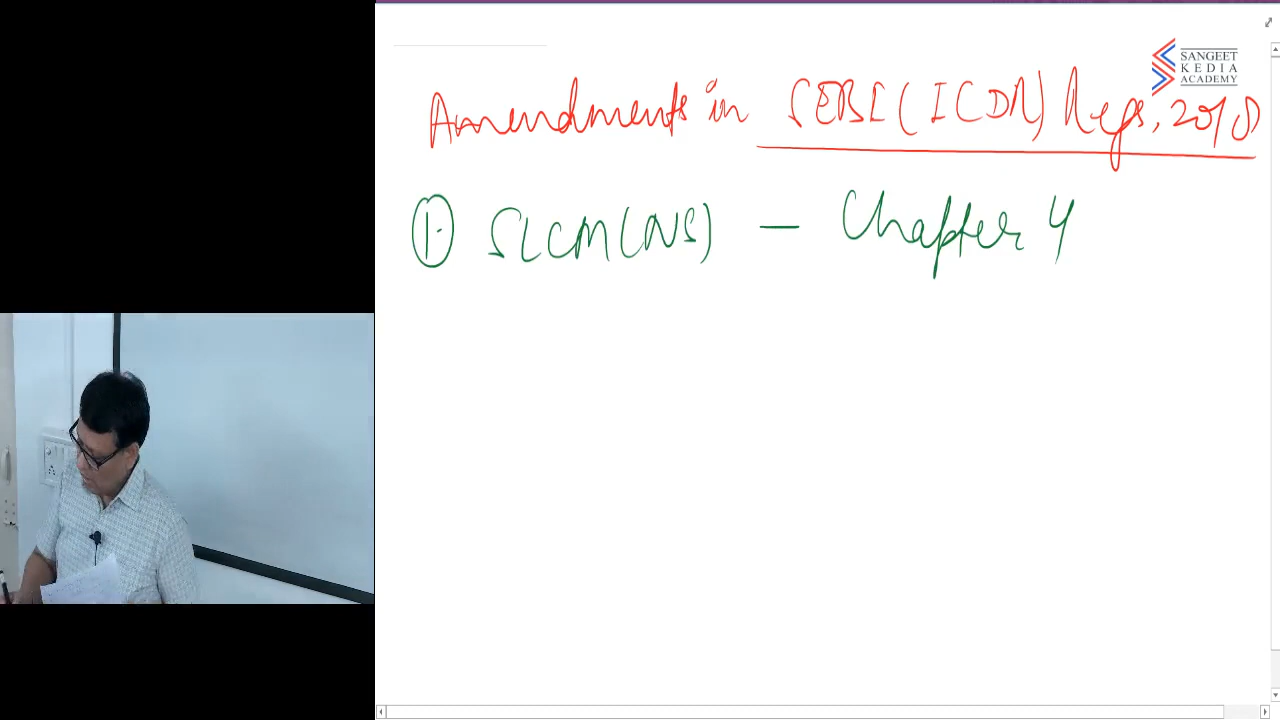 SANGEET
KEDIA
ACADEMY
Amendments in SEBI (ICDR) Regs, 2018
1. SLCM (NS) — Chapter 4